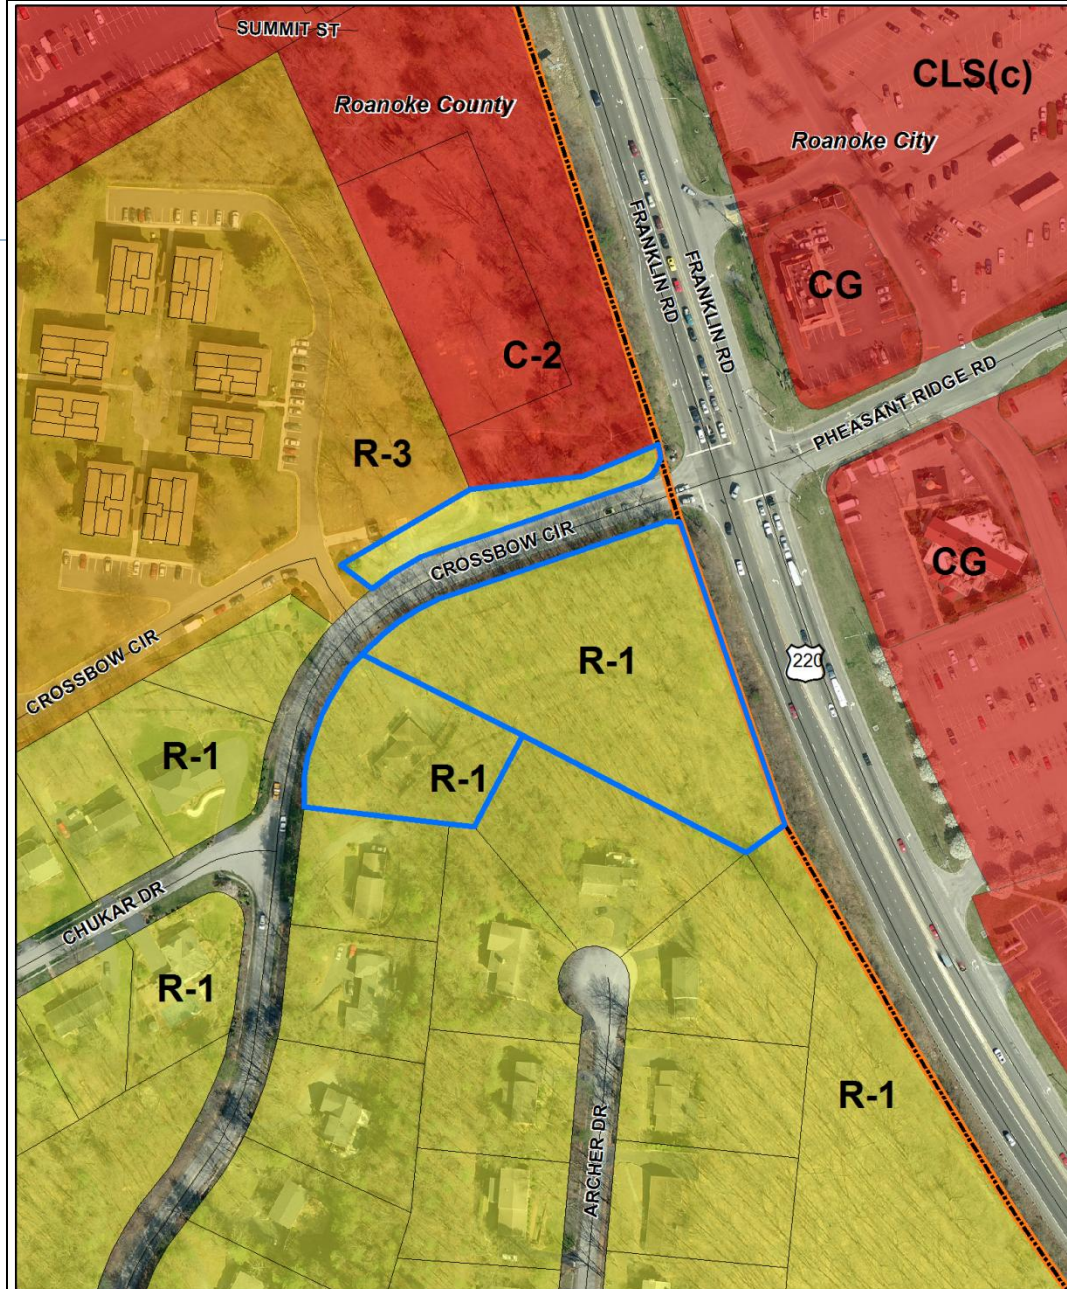 SUMMIT ST
CLS(c)
Roanoke County
Roanoke City
FRANKLIN RD
FRANKLIN RD
CG
C-2
PHEASANT RIDGE RD
R-3
CROSSBOW CIR
CG
CROSSBOW CIR
R-1
220
R-1
R-1
CHUKAR DR
R-1
R-1
ARCHER DR